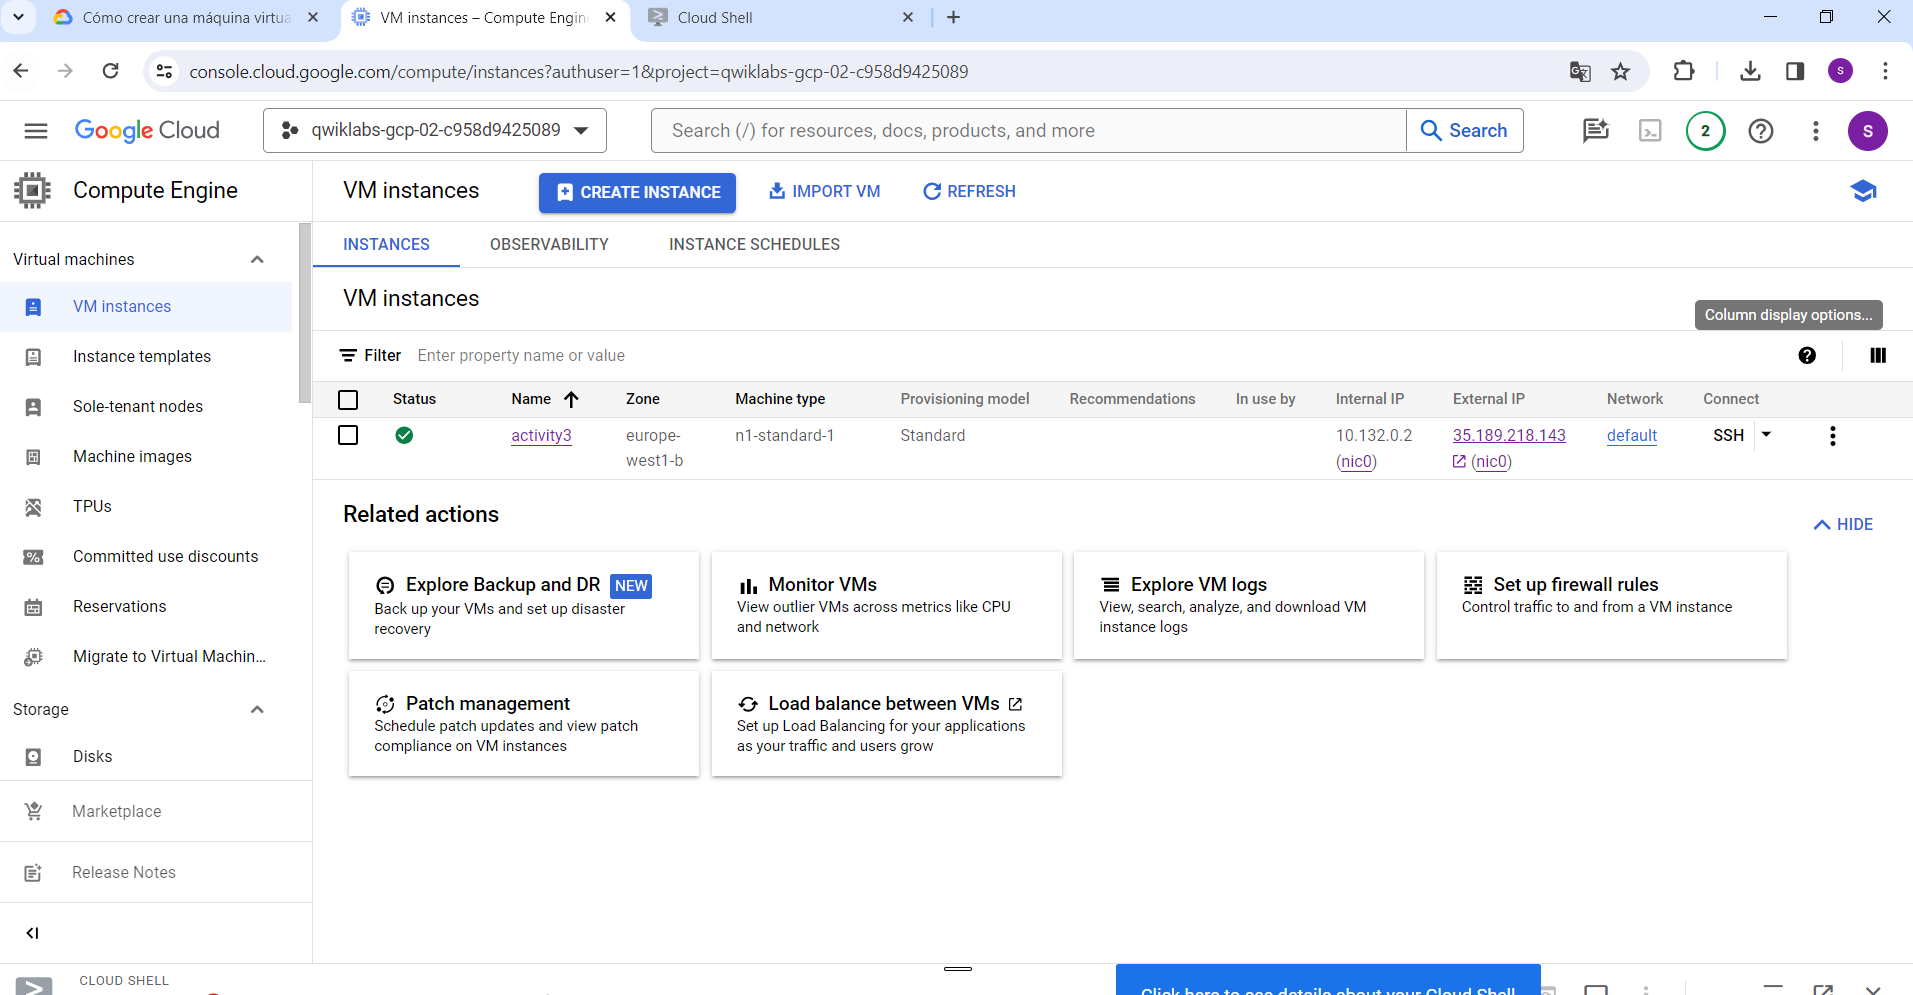 Cómo crear una máquina virtua
VM instances – Compute Engine
Cloud Shell
console.cloud.google.com/compute/instances?authuser=1&project=qwiklabs-gcp-02-c958d9425089
S
Google Cloud
qwiklabs-gcp-02-c958d9425089
Search (/) for resources, docs, products, and more
Search
2
S
Compute Engine
VM instances
CREATE INSTANCE
IMPORT VM
REFRESH
INSTANCES
OBSERVABILITY
INSTANCE SCHEDULES
Virtual machines
VM instances
Instance templates
Sole-tenant nodes
Machine images
TPUs
Committed use discounts
Reservations
Migrate to Virtual Machin...
Storage
Disks
Marketplace
Release Notes
VM instances
Column display options...
Filter Enter property name or value
Status Name Zone Machine type Provisioning model Recommendations In use by Internal IP External IP Network Connect
activity3 europe- n1-standard-1 Standard 10.132.0.2 35.189.218.143 default SSH
west1-b (nic0) (nic0)
Related actions
HIDE
Explore Backup and DR NEW
Back up your VMs and set up disaster
recovery
Monitor VMs
View outlier VMs across metrics like CPU
and network
Explore VM logs
View, search, analyze, and download VM
instance logs
Set up firewall rules
Control traffic to and from a VM instance
Patch management
Schedule patch updates and view patch
compliance on VM instances
Load balance between VMs
Set up Load Balancing for your applications
as your traffic and users grow
CLOUD SHELL
Click here to see details about your Cloud Shell